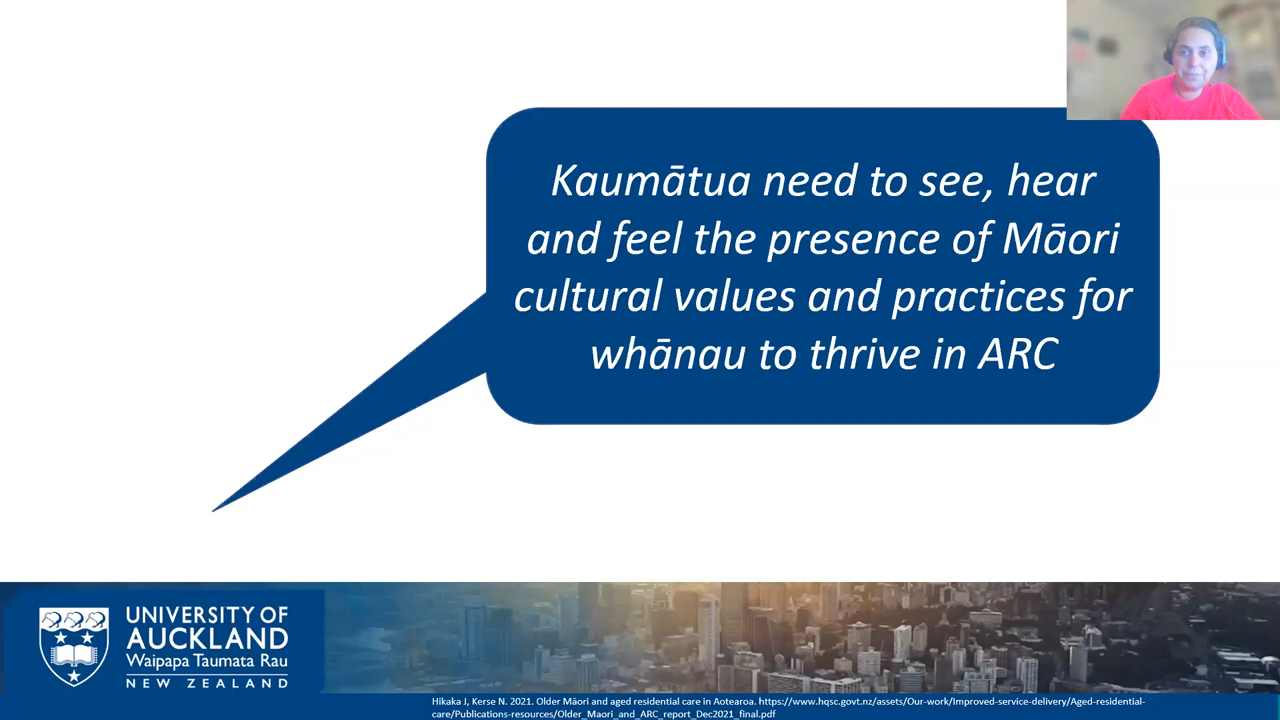 Kaumātua need to see, hear
and feel the presence of Māori
cultural values and practices for
whānau to thrive in ARC
UNIVERSITY OF
AUCKLAND
Waipapa Taumata Rau
NEW ZEALAND
Hikaka J, Kerse N. 2021. Older Māori and aged residential care in Aotearoa. https://www.hqsc.govt.nz/assets/Our-work/Improved-service-delivery/Aged-residential-
care/Publications-resources/Older_Maori_and_ARC_report_Dec2021_final.pdf